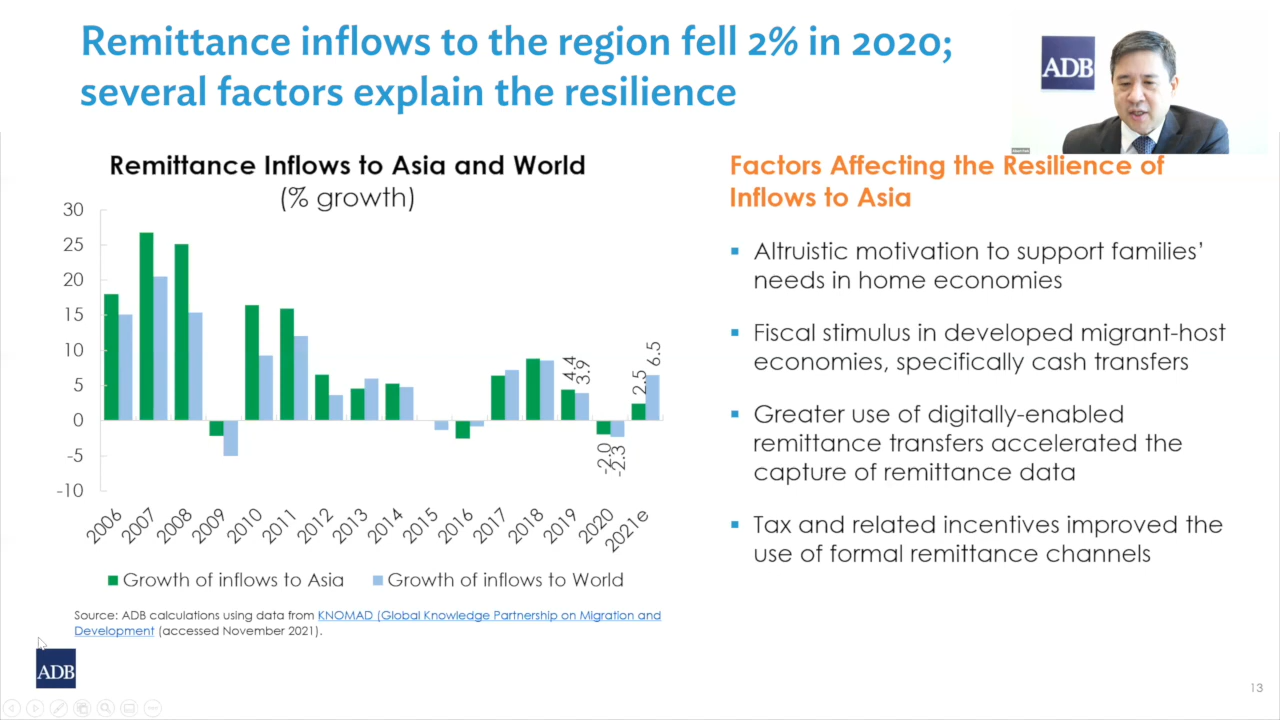 Remittance inflows to the region fell 2% in 2020;
several factors explain the resilience
ADB
Remittance Inflows to Asia and World
(% growth)
30
25
20
15
10
5
0
-5
-10
4.4
3.9
-2.0
-2.3
2.5
6.5
2006
2007
2008
2009
2010
2011
2012
2013
2014
2015
2016
2017
2018
2019
2020
2021e
Growth of inflows to Asia
Growth of inflows to World
Source: ADB calculations using data from KNOMAD (Global Knowledge Partnership on Migration and
Development (accessed November 2021).
Factors Affecting the Resilience of
Inflows to Asia
Altruistic motivation to support families’
needs in home economies
Fiscal stimulus in developed migrant-host
economies, specifically cash transfers
Greater use of digitally-enabled
remittance transfers accelerated the
capture of remittance data
Tax and related incentives improved the
use of formal remittance channels
ADB
13